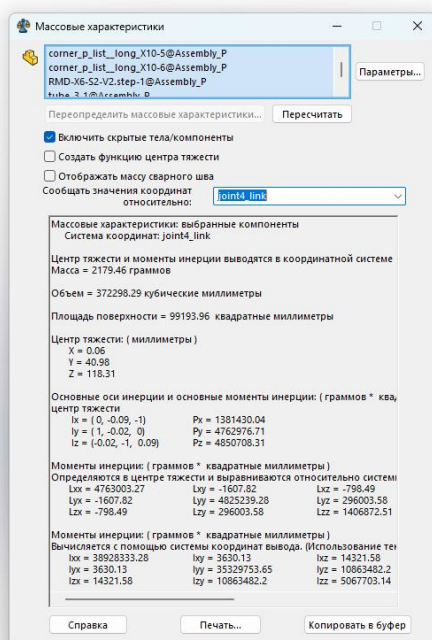 Массовые характеристики
corner_p_list__long_X10-5@Assembly_P
corner_p_list__long_X10-6@Assembly_P
RMD-X6-S2-V2.step-1@Assembly_P
tube_3-1@Assembly_P
Параметры...
Переопределить массовые характеристики...
Пересчитать
Включить скрытые тела/компоненты
Создать функцию центра тяжести
Отображать массу сварного шва
Сообщать значения координат
относительно:
joint4_link
Массовые характеристики: выбранные компоненты
Система координат: joint4_link
Центр тяжести и моменты инерции выводятся в координатной системе
Масса = 2179.46 граммов
Объем = 372298.29 кубические миллиметры
Площадь поверхности = 99193.96 квадратные миллиметры
Центр тяжести: ( миллиметры )
X = 0.06
Y = 40.98
Z = 118.31
Основные оси инерции и основные моменты инерции: ( граммов * ква
центр тяжести
Ix = ( 0, -0.09, -1) Px = 1381430.04
Iy = ( 1, -0.02, 0) Py = 4762976.71
Iz = (-0.02, -1, 0.09) Pz = 4850708.31
Моменты инерции: ( граммов * квадратные миллиметры )
Определяются в центре тяжести и выравниваются относительно систем
Lxx = 4763003.27 Lxy = -1607.82 Lxz = -798.49
Lyx = -1607.82 Lyy = 4825239.28 Lyz = 296003.58
Lzx = -798.49 Lzy = 296003.58 Lzz = 1406872.51
Моменты инерции: ( граммов * квадратные миллиметры )
Вычисляется с помощью системы координат вывода. (Использование тен
Ixx = 38928333.28 Ixy = 3630.13 Ixz = 14321.58
Iyx = 3630.13 Iyy = 35329753.65 Iyz = 10863482.2
Izx = 14321.58 Izy = 10863482.2 Izz = 5067703.14
Справка
Печать...
Копировать в буфер